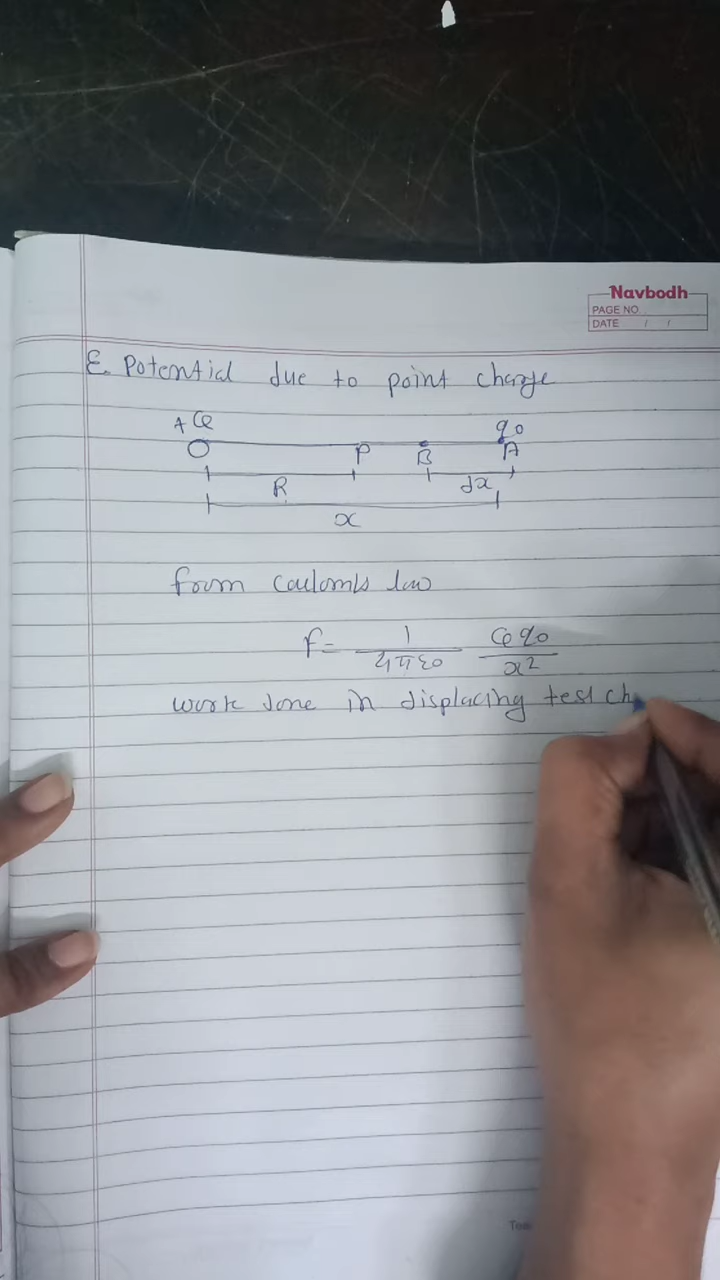 Navbodh
PAGE NO.
DATE / /
E. Potential due to point charge
+Q q0
P B A
R dx
x
from Coulombs law
F= 1/4πε0 Qq0/x²
work done in displacing test ch